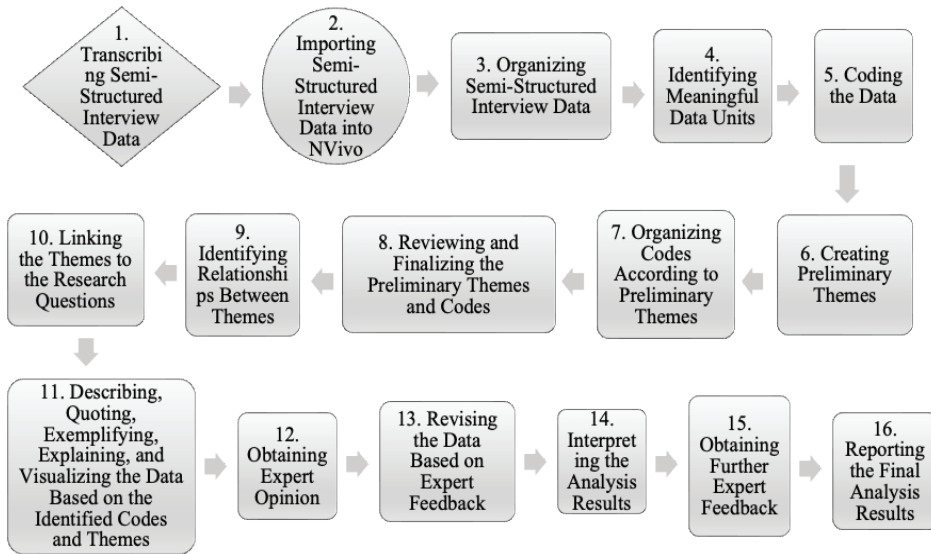 1.
Transcribi
ng Semi-
Structured
Interview
Data
2.
Importing
Semi-
Structured
Interview
Data into
NVivo
3. Organizing
Semi-Structured
Interview Data
4.
Identifying
Meaningful
Data Units
5. Coding
the Data
6. Creating
Preliminary
Themes
7. Organizing
Codes
According to
Preliminary
Themes
8. Reviewing and
Finalizing the
Preliminary Themes
and Codes
9.
Identifying
Relationshi
ps Between
Themes
10. Linking
the Themes to
the Research
Questions
11. Describing,
Quoting,
Exemplifying,
Explaining, and
Visualizing the Data
Based on the
Identified Codes
and Themes
12.
Obtaining
Expert
Opinion
13. Revising
the Data
Based on
Expert
Feedback
14.
Interpret
ing the
Analysis
Results
15.
Obtaining
Further
Expert
Feedback
16.
Reporting
the Final
Analysis
Results